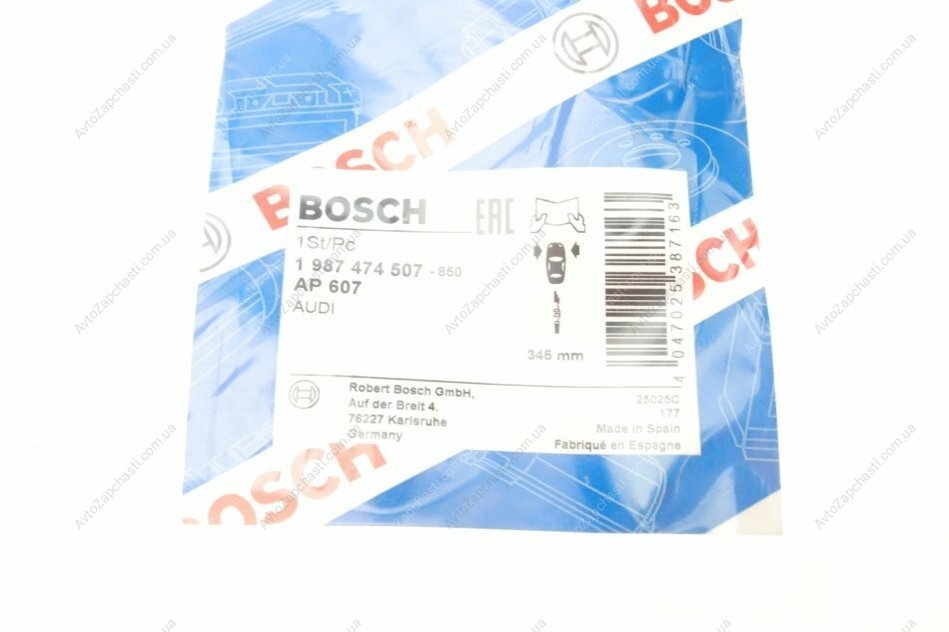 BOSCH
BOSCH
BOSCH EAC
1St/Pc
1 987 474 507 - 850
AP 607
AUDI
345 mm
4 047025 387163
Robert Bosch GmbH,
Auf der Breit 4,
76227 Karlsruhe
Germany
25025C
177
Made in Spain
Fabriqué en Espagne
BOSCH
AvtoZapchasti.com.ua